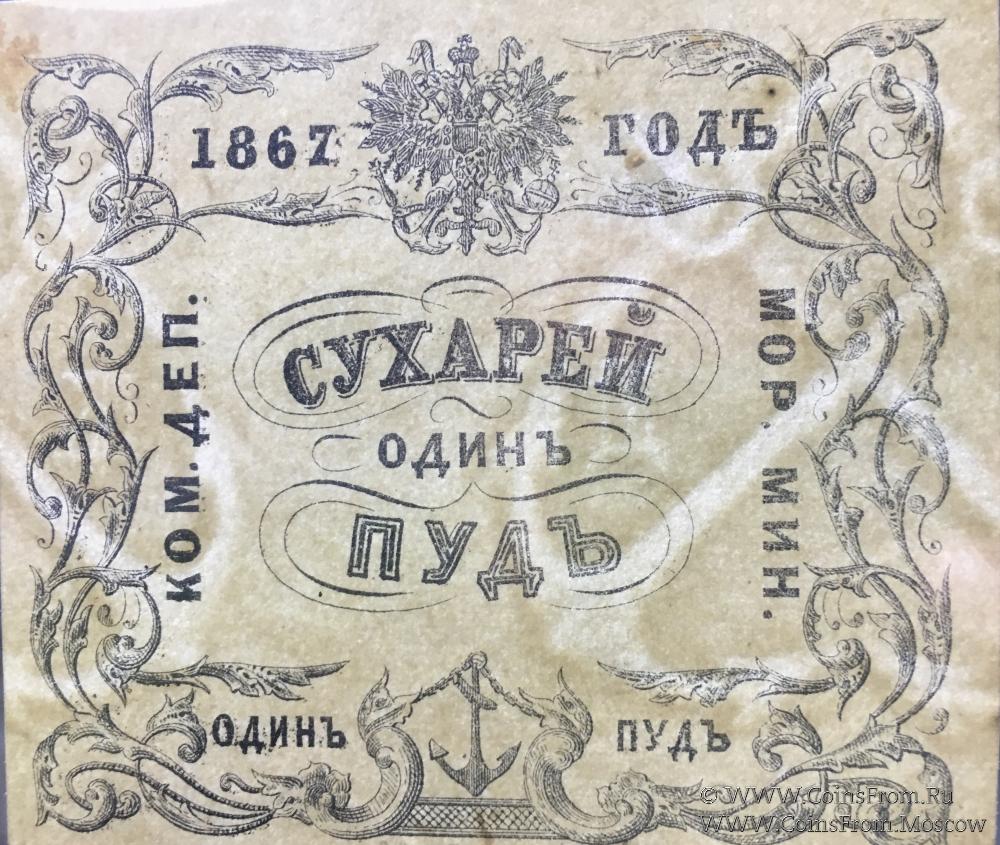 1867 ГОДЪ
КОМ. ДЕП.
СУХАРЕЙ
ОДИНЪ
ПУДЪ
МОР. МИН.
ОДИНЪ ПУДЪ
© WWW.CoinsFrom.Ru
WWW.CoinsFrom.Moscow